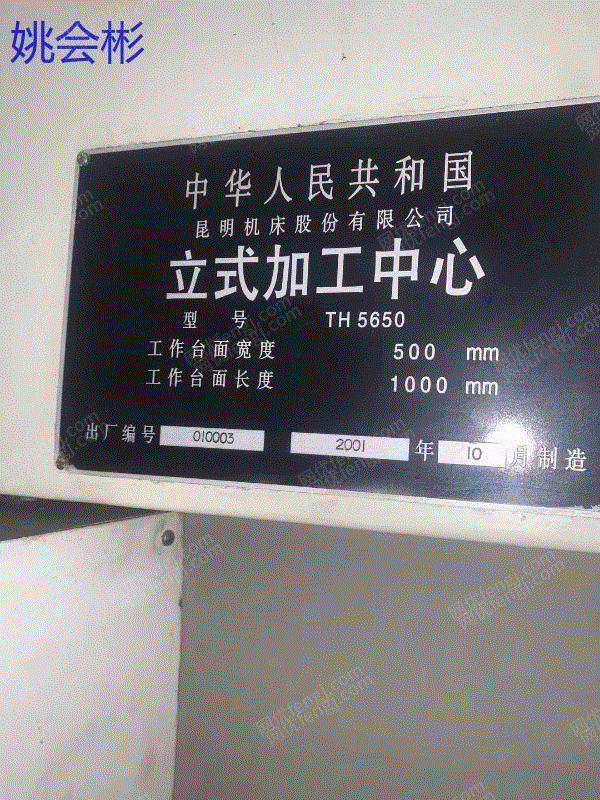 姚会彬
中华人民共和国
昆明机床股份有限公司
立式加工中心
型号 TH5650
工作台面宽度 500 mm
工作台面长度 1000 mm
出厂编号 010003 2001 年 10 月制造